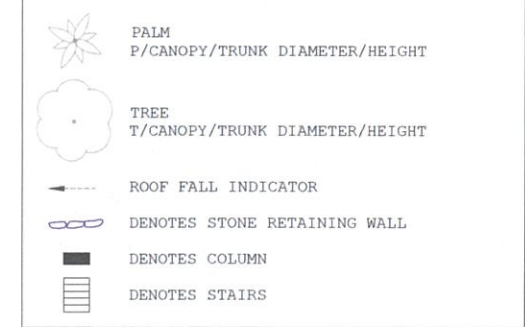 PALM
P/CANOPY/TRUNK DIAMETER/HEIGHT
TREE
T/CANOPY/TRUNK DIAMETER/HEIGHT
ROOF FALL INDICATOR
DENOTES STONE RETAINING WALL
DENOTES COLUMN
DENOTES STAIRS